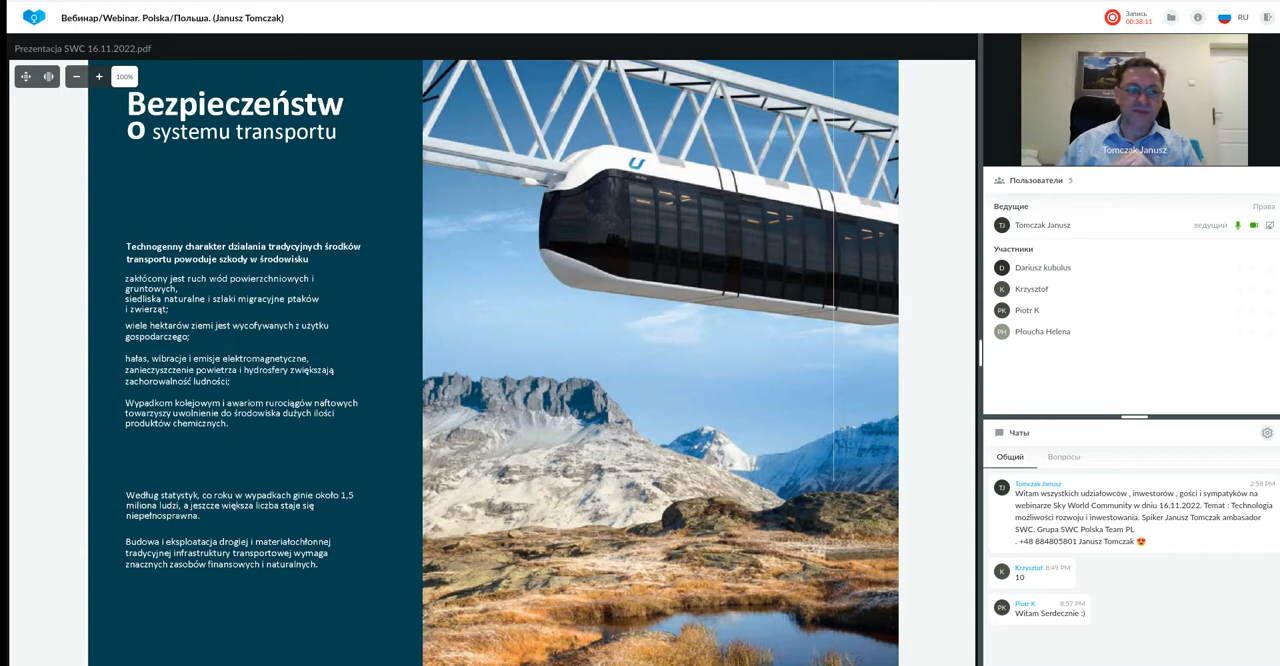 Вебинар/Webinar. Polska/Польша. (Janusz Tomczak)
Запись
00:38:11
RU
Prezentacja SWC 16.11.2022.pdf
100%
Bezpieczeństw
o systemu transportu
Technogenny charakter działania tradycyjnych środków
transportu powoduje szkody w środowisku
zakłócony jest ruch wód powierzchniowych i
gruntowych,
siedliska naturalne i szlaki migracyjne ptaków
i zwierząt;
wiele hektarów ziemi jest wycofywanych z użytku
gospodarczego;
hałas, wibracje i emisje elektromagnetyczne,
zanieczyszczenie powietrza i hydrosfery zwiększają
zachorowalność ludności;
Wypadkom kolejowym i awariom rurociągów naftowych
towarzyszy uwolnienie do środowiska dużych ilości
produktów chemicznych.
Według statystyk, co roku w wypadkach ginie około 1,5
miliona ludzi, a jeszcze większa liczba staje się
niepełnosprawna.
Budowa i eksploatacja drogiej i materiałochłonnej
tradycyjnej infrastruktury transportowej wymaga
znacznych zasobów finansowych i naturalnych.
Tomczak Janusz
Пользователи 5
Ведущие Права
TJ Tomczak Janusz ведущий
Участники
D Dariusz kubulus
K Krzysztof
PK Piotr K
PH Płoucha Helena
Чаты
Общий Вопросы
TJ Tomczak Janusz 2:58 PM
Witam wszystkich udziałowców , inwestorów , gości i sympatyków na
webinarze Sky World Community w dniu 16.11.2022. Temat : Technologia
możliwości rozwoju i inwestowania. Spiker Janusz Tomczak ambasador
SWC. Grupa SWC Polska Team PL
. +48 884805801 Janusz Tomczak 😍
K Krzysztof 8:49 PM
10
PK Piotr K 8:57 PM
Witam Serdecznie :)